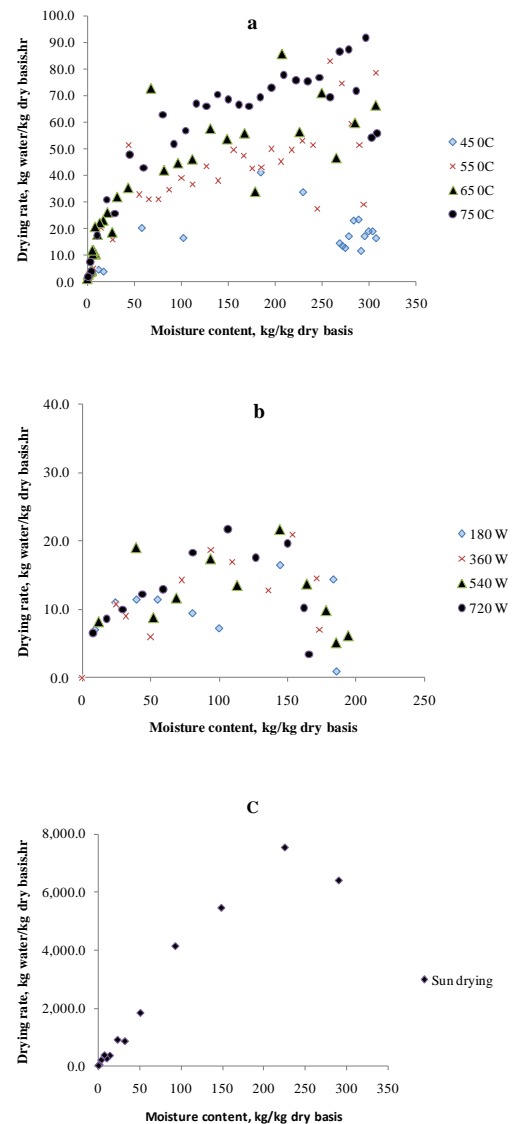 a
Drying rate, kg water/kg dry basis.hr
100.0
90.0
80.0
70.0
60.0
50.0
40.0
30.0
20.0
10.0
0.0
0 50 100 150 200 250 300 350
Moisture content, kg/kg dry basis
45 0C
55 0C
65 0C
75 0C
b
Drying rate, kg water/kg dry basis.hr
40.0
30.0
20.0
10.0
0.0
0 50 100 150 200 250
Moisture content, kg/kg dry basis
180 W
360 W
540 W
720 W
C
Drying rate, kg water/kg dry basis.hr
8,000.0
6,000.0
4,000.0
2,000.0
0.0
0 50 100 150 200 250 300 350
Moisture content, kg/kg dry basis
Sun drying